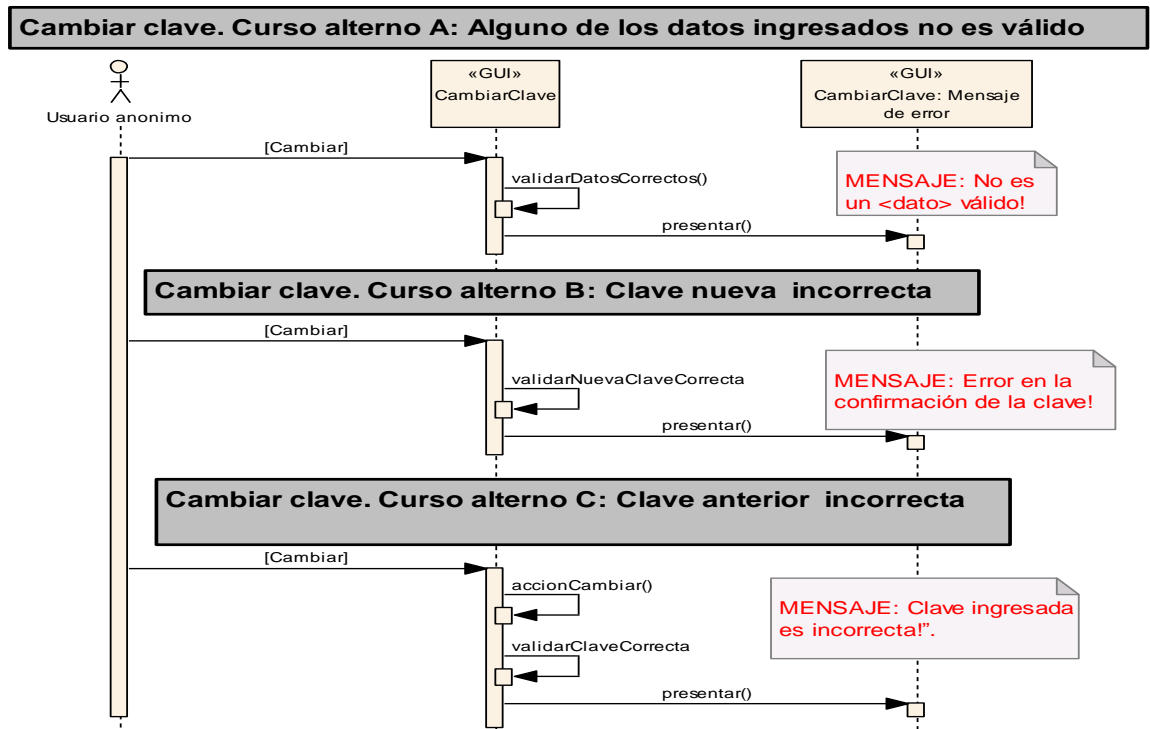 Cambiar clave. Curso alterno A: Alguno de los datos ingresados no es válido
«GUI»
CambiarClave
«GUI»
CambiarClave: Mensaje
de error
Usuario anonimo
[Cambiar]
validarDatosCorrectos()
MENSAJE: No es
un <dato> válido!
presentar()
Cambiar clave. Curso alterno B: Clave nueva  incorrecta
[Cambiar]
validarNuevaClaveCorrecta
MENSAJE: Error en la
confirmación de la clave!
presentar()
Cambiar clave. Curso alterno C: Clave anterior  incorrecta
[Cambiar]
accionCambiar()
MENSAJE: Clave ingresada
es incorrecta!”.
validarClaveCorrecta
presentar()